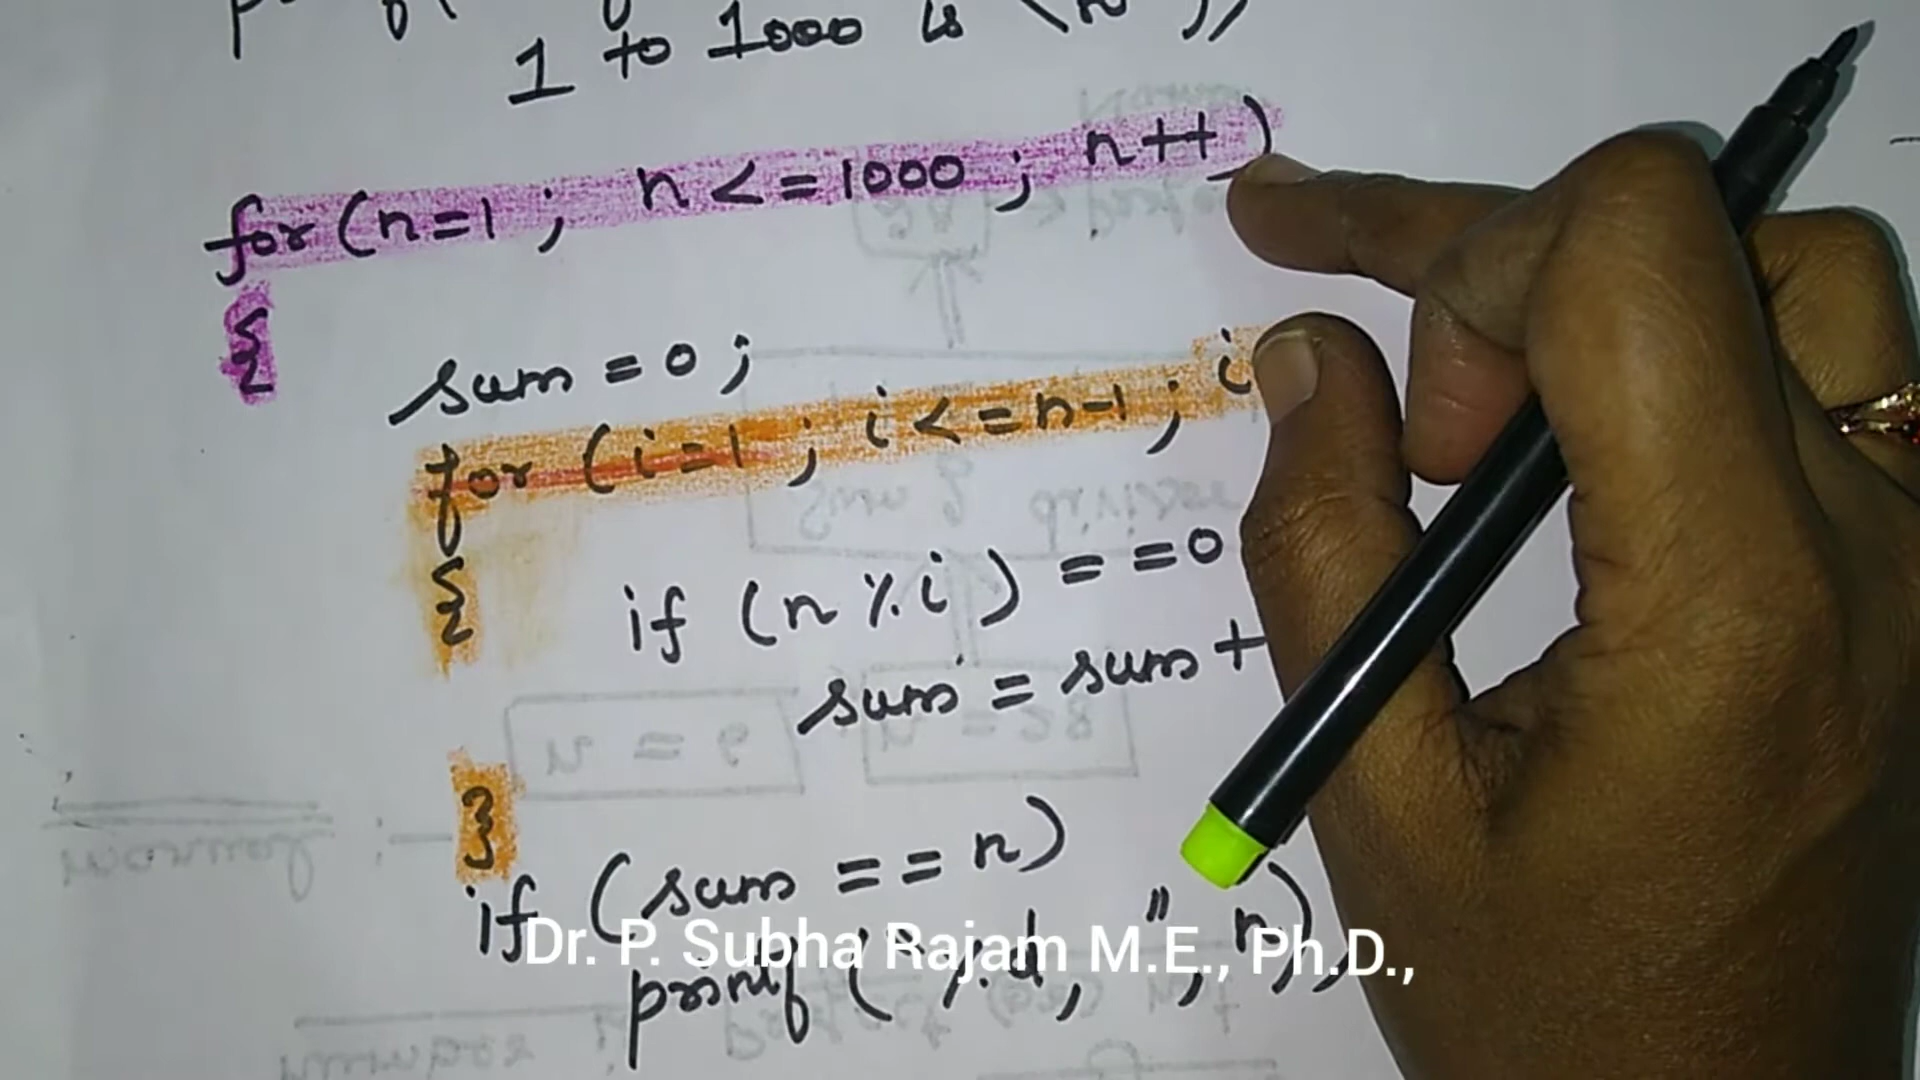 1 to 1000 is \n");
for (n=1 ; n <= 1000 ; n++)
{
sum = 0 ;
for (i=1 ; i <= n-1 ; i
{
if (n % i) = = 0
sum = sum +
}
if (sum == n)
printf ("%d, ", n);
Dr. P. Subha Rajam M.E., Ph.D.,